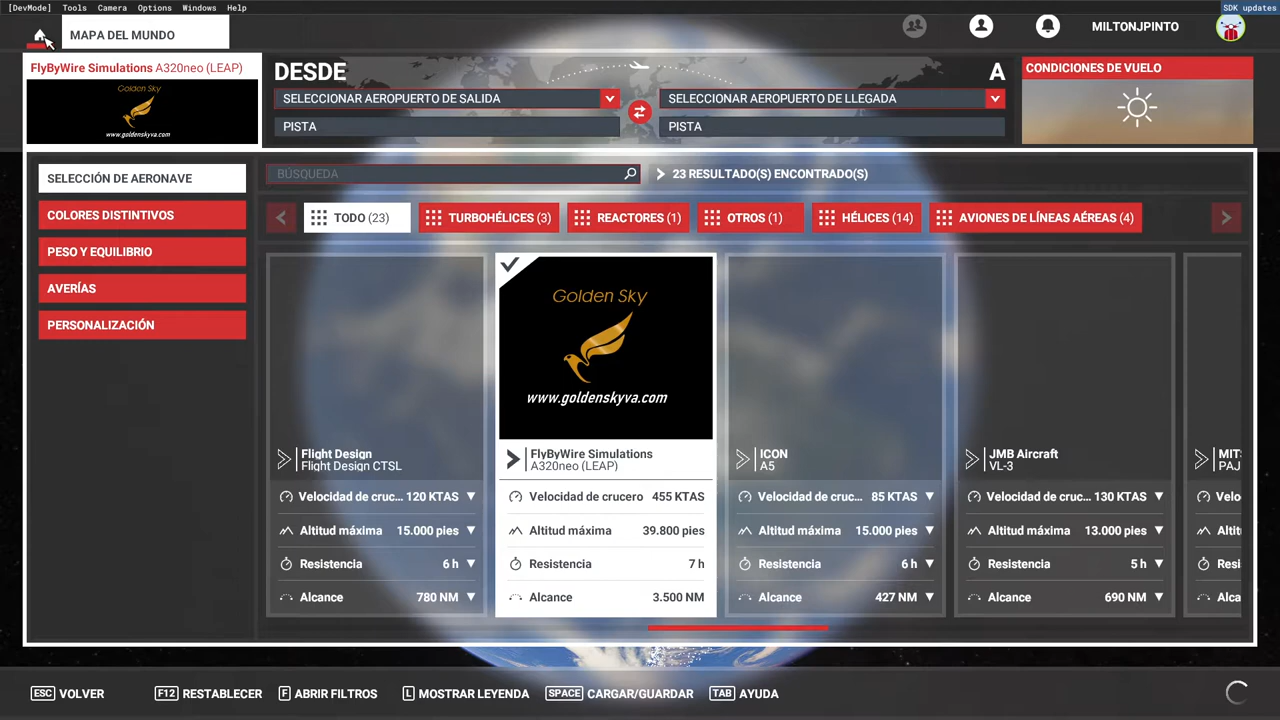 [DevMode] Tools Camera Options Windows Help
SDK updates
MAPA DEL MUNDO
MILTONJPINTO
FlyByWire Simulations A320neo (LEAP)
Golden Sky
www.goldenskyva.com
DESDE
A
SELECCIONAR AEROPUERTO DE SALIDA
SELECCIONAR AEROPUERTO DE LLEGADA
PISTA
PISTA
CONDICIONES DE VUELO
SELECCIÓN DE AERONAVE
COLORES DISTINTIVOS
PESO Y EQUILIBRIO
AVERÍAS
PERSONALIZACIÓN
BÚSQUEDA
23 RESULTADO(S) ENCONTRADO(S)
TODO (23)
TURBOHÉLICES (3)
REACTORES (1)
OTROS (1)
HÉLICES (14)
AVIONES DE LÍNEAS AÉREAS (4)
Flight Design
Flight Design CTSL
Velocidad de cruc... 120 KTAS
Altitud máxima 15.000 pies
Resistencia 6 h
Alcance 780 NM
Golden Sky
www.goldenskyva.com
FlyByWire Simulations
A320neo (LEAP)
Velocidad de crucero 455 KTAS
Altitud máxima 39.800 pies
Resistencia 7 h
Alcance 3.500 NM
ICON
A5
Velocidad de cruc... 85 KTAS
Altitud máxima 15.000 pies
Resistencia 6 h
Alcance 427 NM
JMB Aircraft
VL-3
Velocidad de cruc... 130 KTAS
Altitud máxima 13.000 pies
Resistencia 5 h
Alcance 690 NM
MIT
PAJ
Velo
Altit
Resi
Alca
ESC VOLVER
F12 RESTABLECER
F ABRIR FILTROS
L MOSTRAR LEYENDA
SPACE CARGAR/GUARDAR
TAB AYUDA